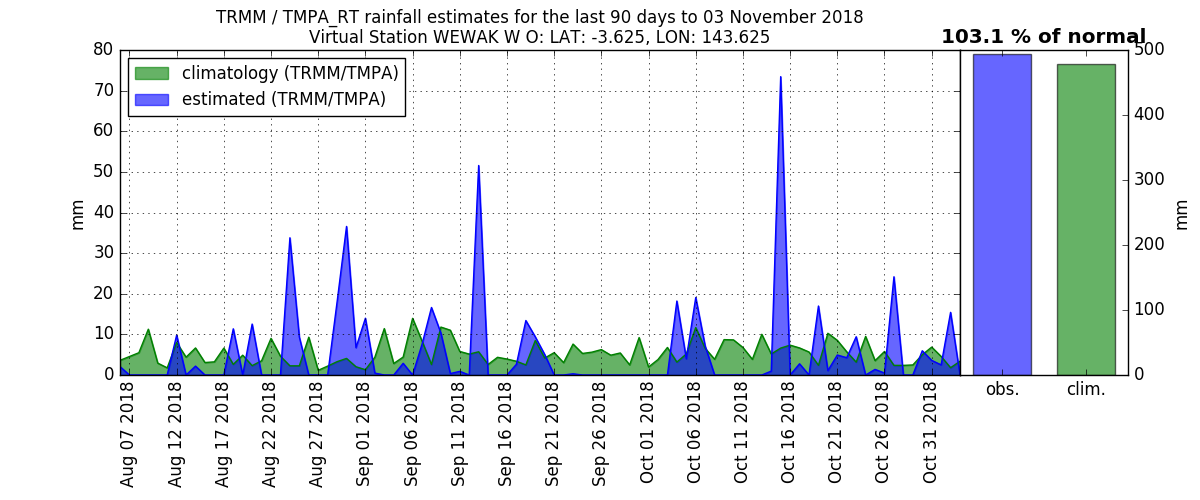 TRMM / TMPA_RT rainfall estimates for the last 90 days to 03 November 2018
Virtual Station WEWAK W O: LAT: -3.625, LON: 143.625
103.1 % of normal
climatology (TRMM/TMPA)
estimated (TRMM/TMPA)
80
70
60
50
40
30
20
10
0
mm
Aug 07 2018
Aug 12 2018
Aug 17 2018
Aug 22 2018
Aug 27 2018
Sep 01 2018
Sep 06 2018
Sep 11 2018
Sep 16 2018
Sep 21 2018
Sep 26 2018
Oct 01 2018
Oct 06 2018
Oct 11 2018
Oct 16 2018
Oct 21 2018
Oct 26 2018
Oct 31 2018
obs.
clim.
500
400
300
200
100
0
mm